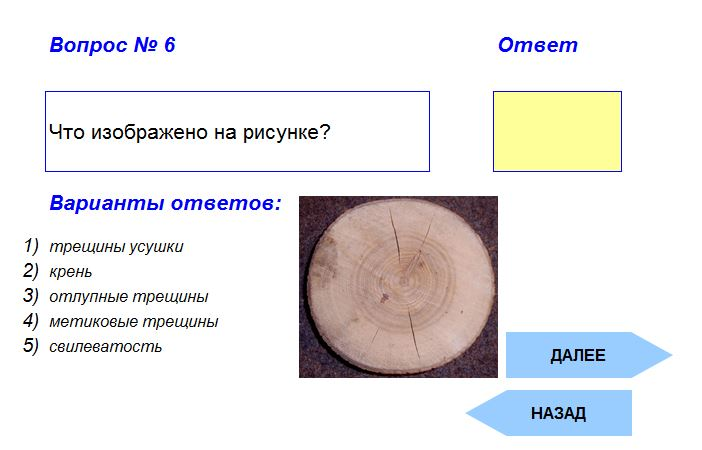 Вопрос № 6
Ответ
Что изображено на рисунке?
Варианты ответов:
1) трещины усушки
2) крень
3) отлупные трещины
4) метиковые трещины
5) свилеватость
ДАЛЕЕ
НАЗАД